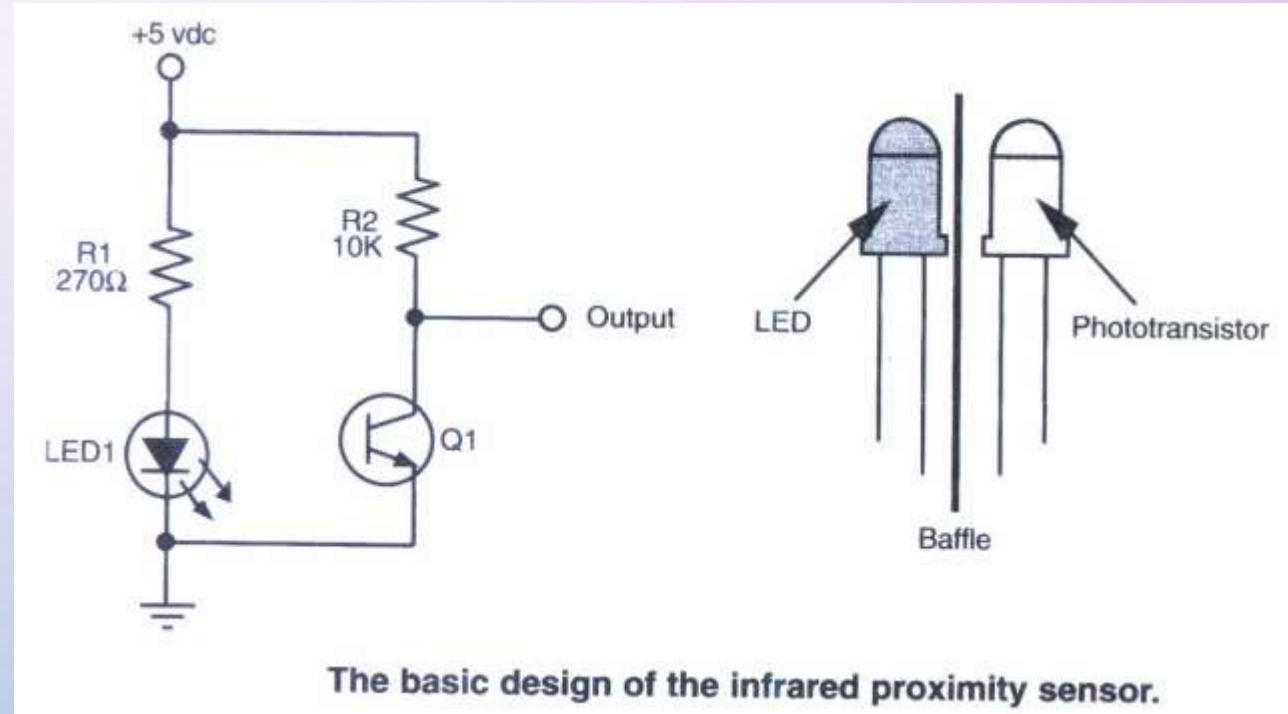 +5 vdc
R1
270Ω
R2
10K
Output
LED1
Q1
LED
Phototransistor
Baffle
The basic design of the infrared proximity sensor.